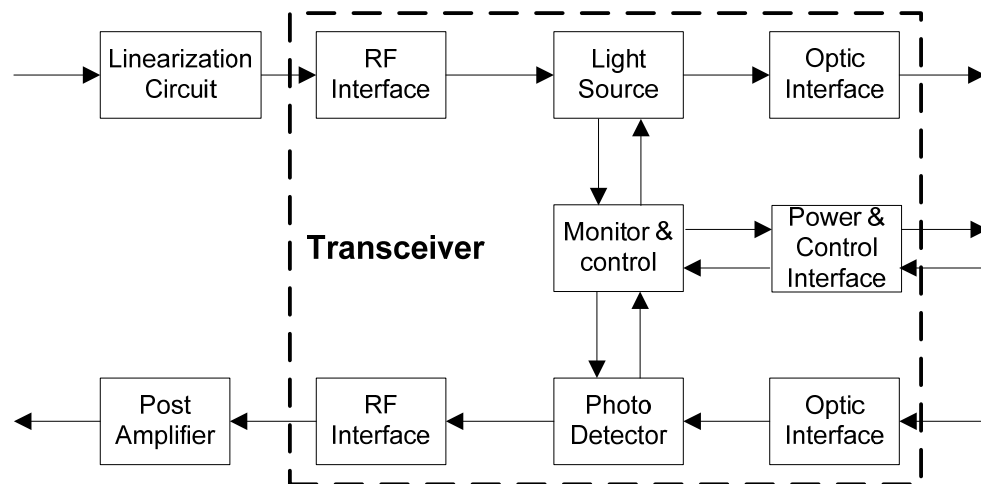 Linearization
Circuit
RF
Interface
Light
Source
Optic
Interface
Transceiver
Monitor &
control
Power &
Control
Interface
Post
Amplifier
RF
Interface
Photo
Detector
Optic
Interface